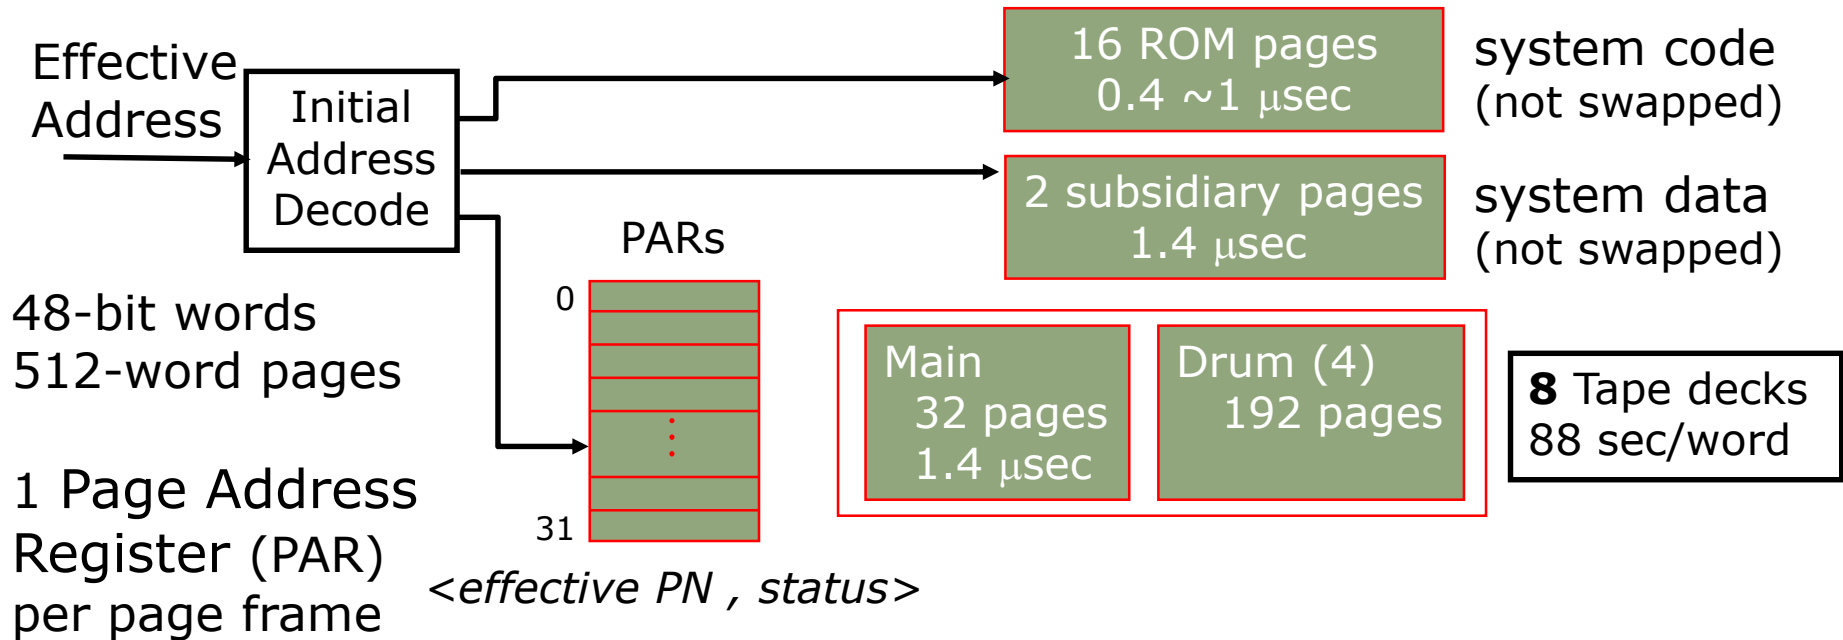 Effective
Address
Initial
Address
Decode
16 ROM pages
0.4 ~1 μsec
system code
(not swapped)
2 subsidiary pages
1.4 μsec
system data
(not swapped)
PARs
0
⋮
31
<effective PN , status>
48-bit words
512-word pages
1 Page Address
Register (PAR)
per page frame
Main
32 pages
1.4 μsec
Drum (4)
192 pages
8 Tape decks
88 sec/word